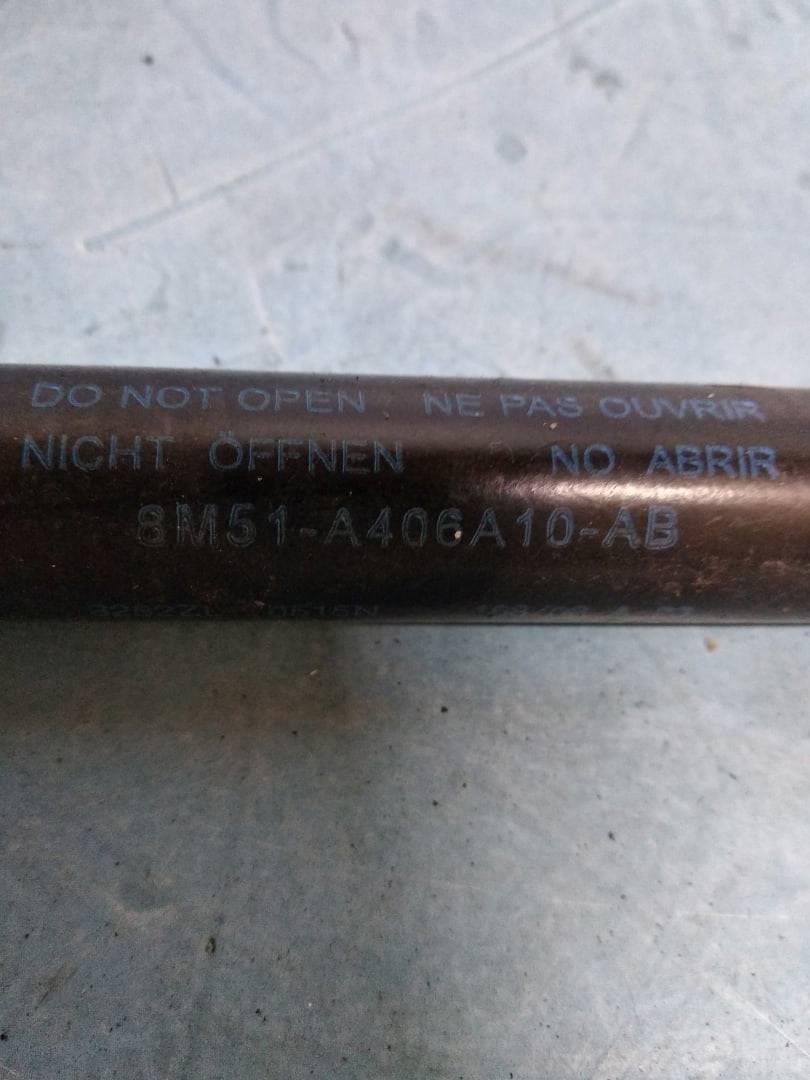 DO NOT OPEN NE PAS OUVRIR
NICHT ÖFFNEN NO ABRIR
8M51-A406A10-AB